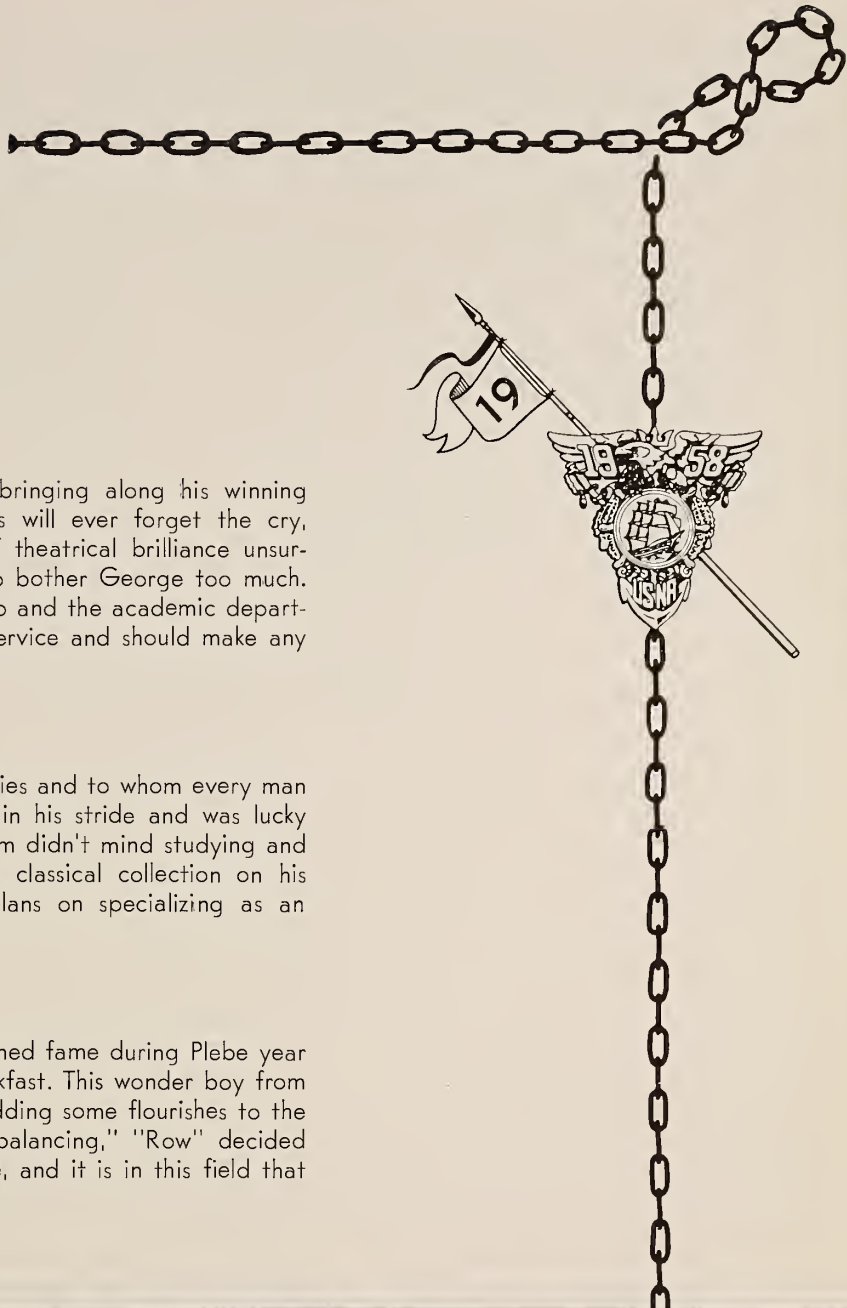 19
19 58
USNA
bringing along his winning
s will ever forget the cry,
theatrical brilliance unsur-
o bother George too much.
o and the academic depart-
ervice and should make any
ies and to whom every man
in his stride and was lucky
m didn't mind studying and
classical collection on his
lans on specializing as an
ned fame during Plebe year
kfast. This wonder boy from
dding some flourishes to the
balancing," "Row" decided
, and it is in this field that